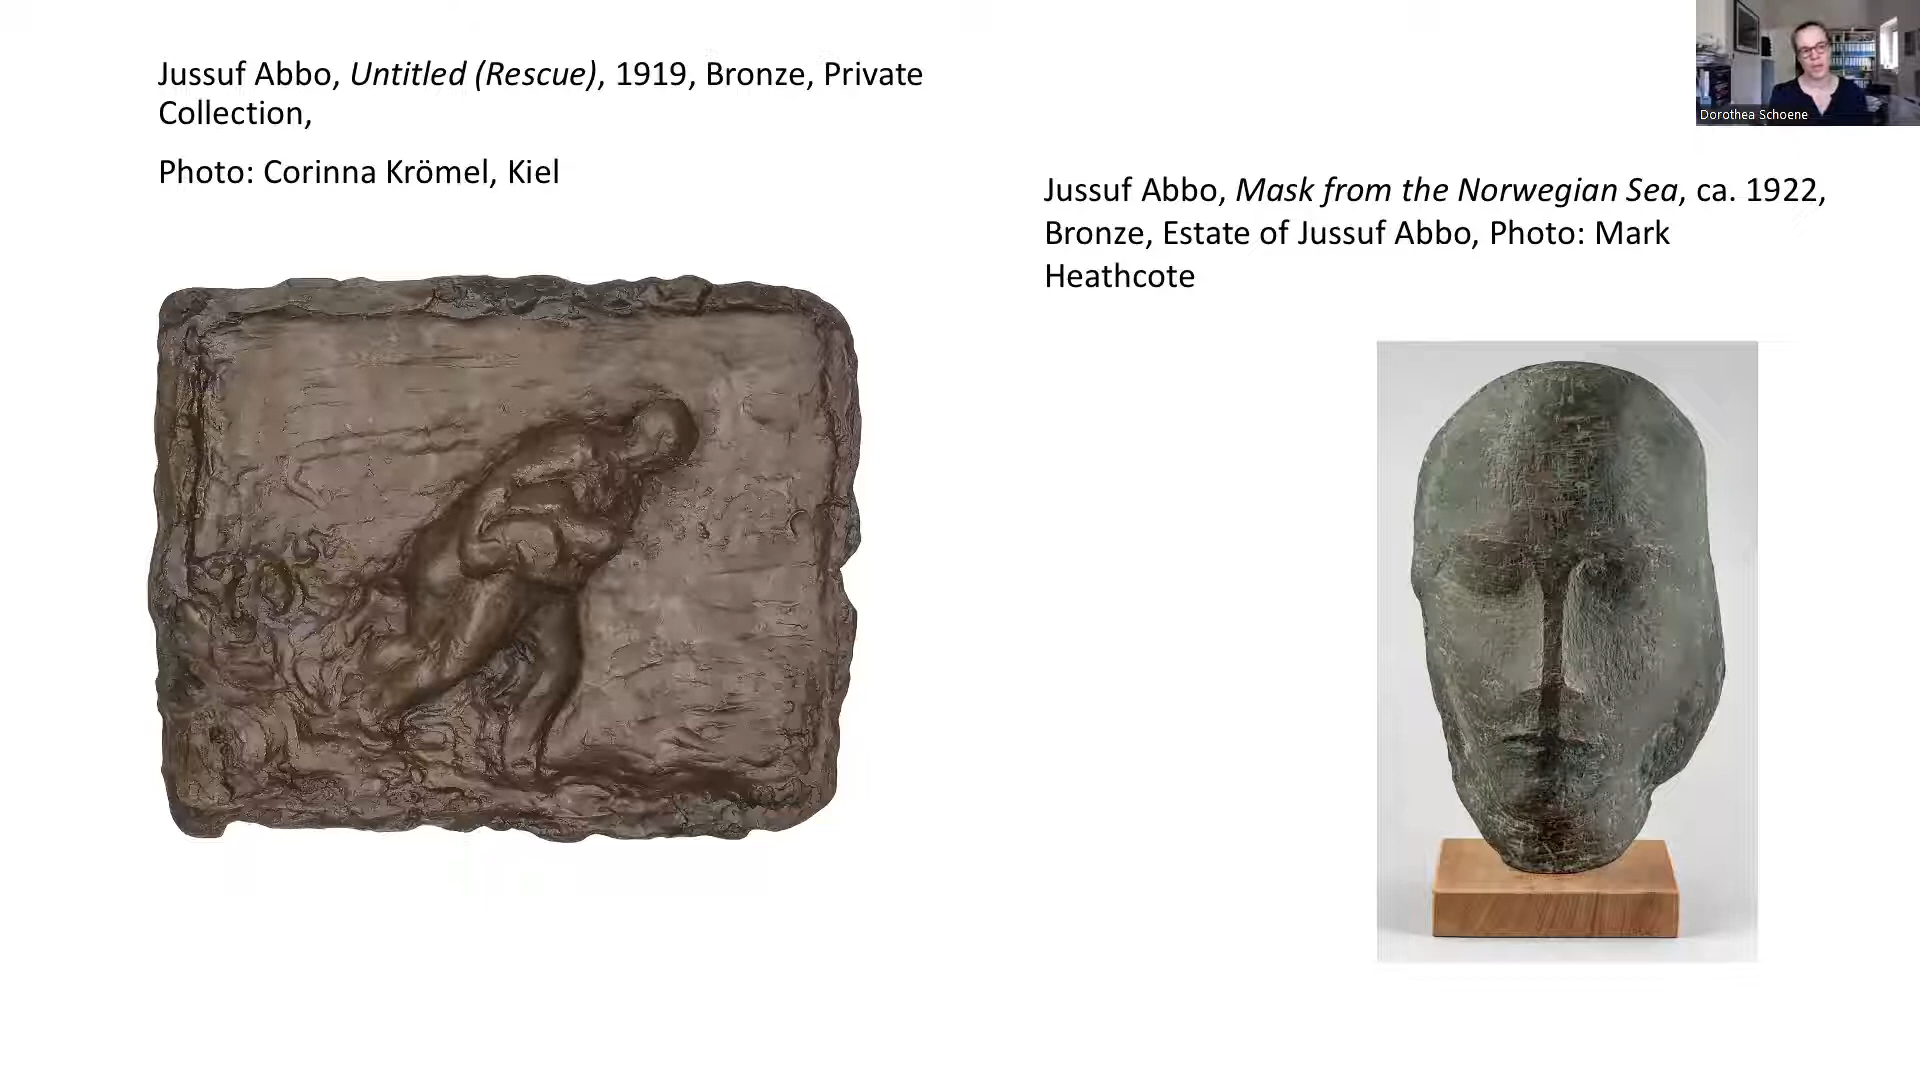 Jussuf Abbo, Untitled (Rescue), 1919, Bronze, Private
Collection,
Photo: Corinna Krömel, Kiel
Dorothea Schoene
Jussuf Abbo, Mask from the Norwegian Sea, ca. 1922,
Bronze, Estate of Jussuf Abbo, Photo: Mark
Heathcote